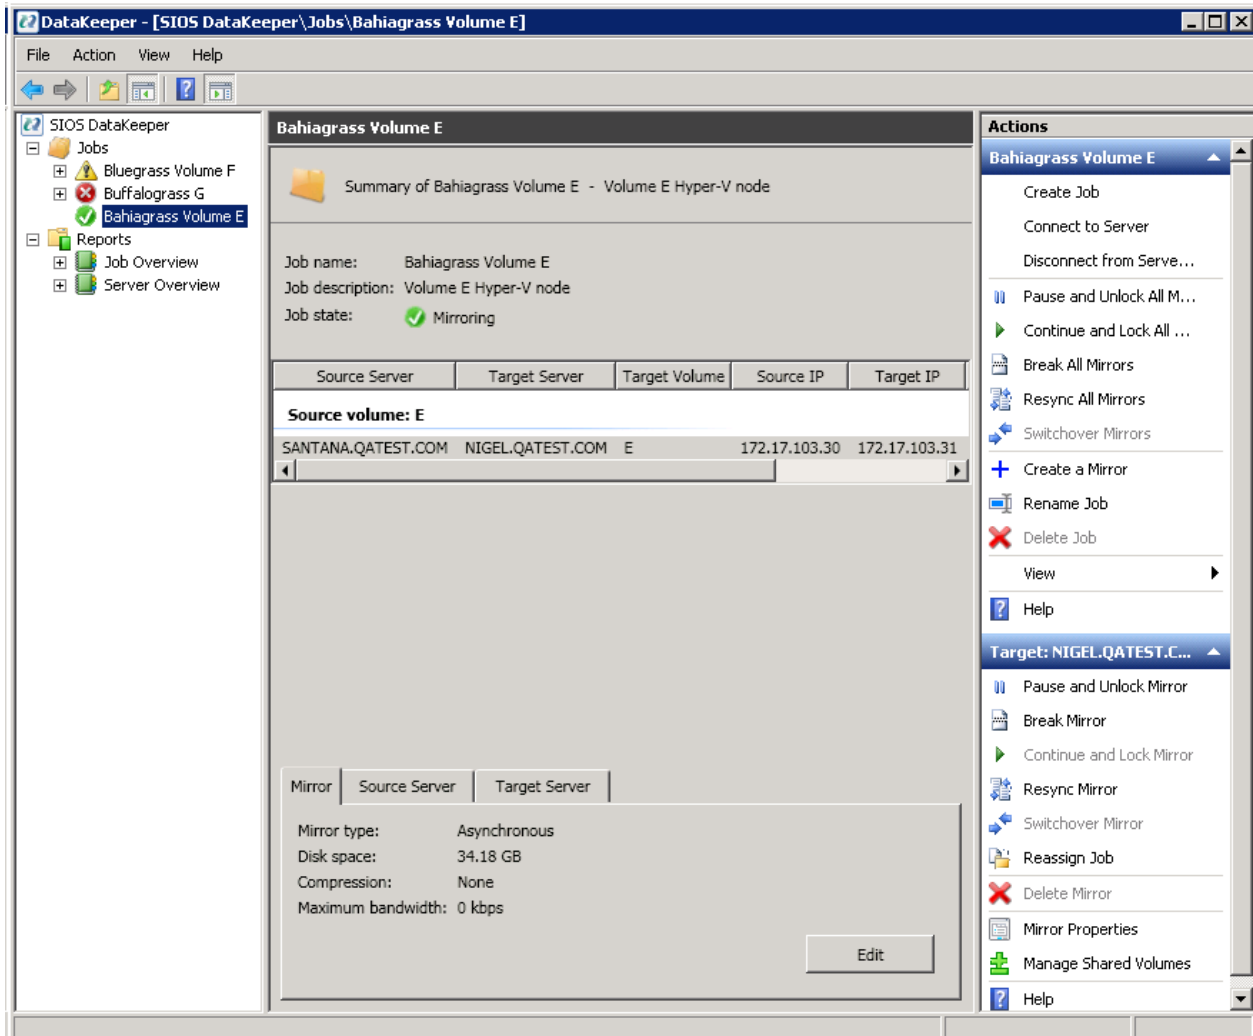 DataKeeper - [SIOS DataKeeper\Jobs\Bahiagrass Volume E]
File Action View Help
SIOS DataKeeper
Jobs
Bluegrass Volume F
Buffalograss G
Bahiagrass Volume E
Reports
Job Overview
Server Overview
Bahiagrass Volume E
Summary of Bahiagrass Volume E - Volume E Hyper-V node
Job name: Bahiagrass Volume E
Job description: Volume E Hyper-V node
Job state: Mirroring
Source Server Target Server Target Volume Source IP Target IP
Source volume: E
SANTANA.QATEST.COM NIGEL.QATEST.COM E 172.17.103.30 172.17.103.31
Mirror Source Server Target Server
Mirror type: Asynchronous
Disk space: 34.18 GB
Compression: None
Maximum bandwidth: 0 kbps
Edit
Actions
Bahiagrass Volume E
Create Job
Connect to Server
Disconnect from Serve...
Pause and Unlock All M...
Continue and Lock All ...
Break All Mirrors
Resync All Mirrors
Switchover Mirrors
Create a Mirror
Rename Job
Delete Job
View
Help
Target: NIGEL.QATEST.C...
Pause and Unlock Mirror
Break Mirror
Continue and Lock Mirror
Resync Mirror
Switchover Mirror
Reassign Job
Delete Mirror
Mirror Properties
Manage Shared Volumes
Help